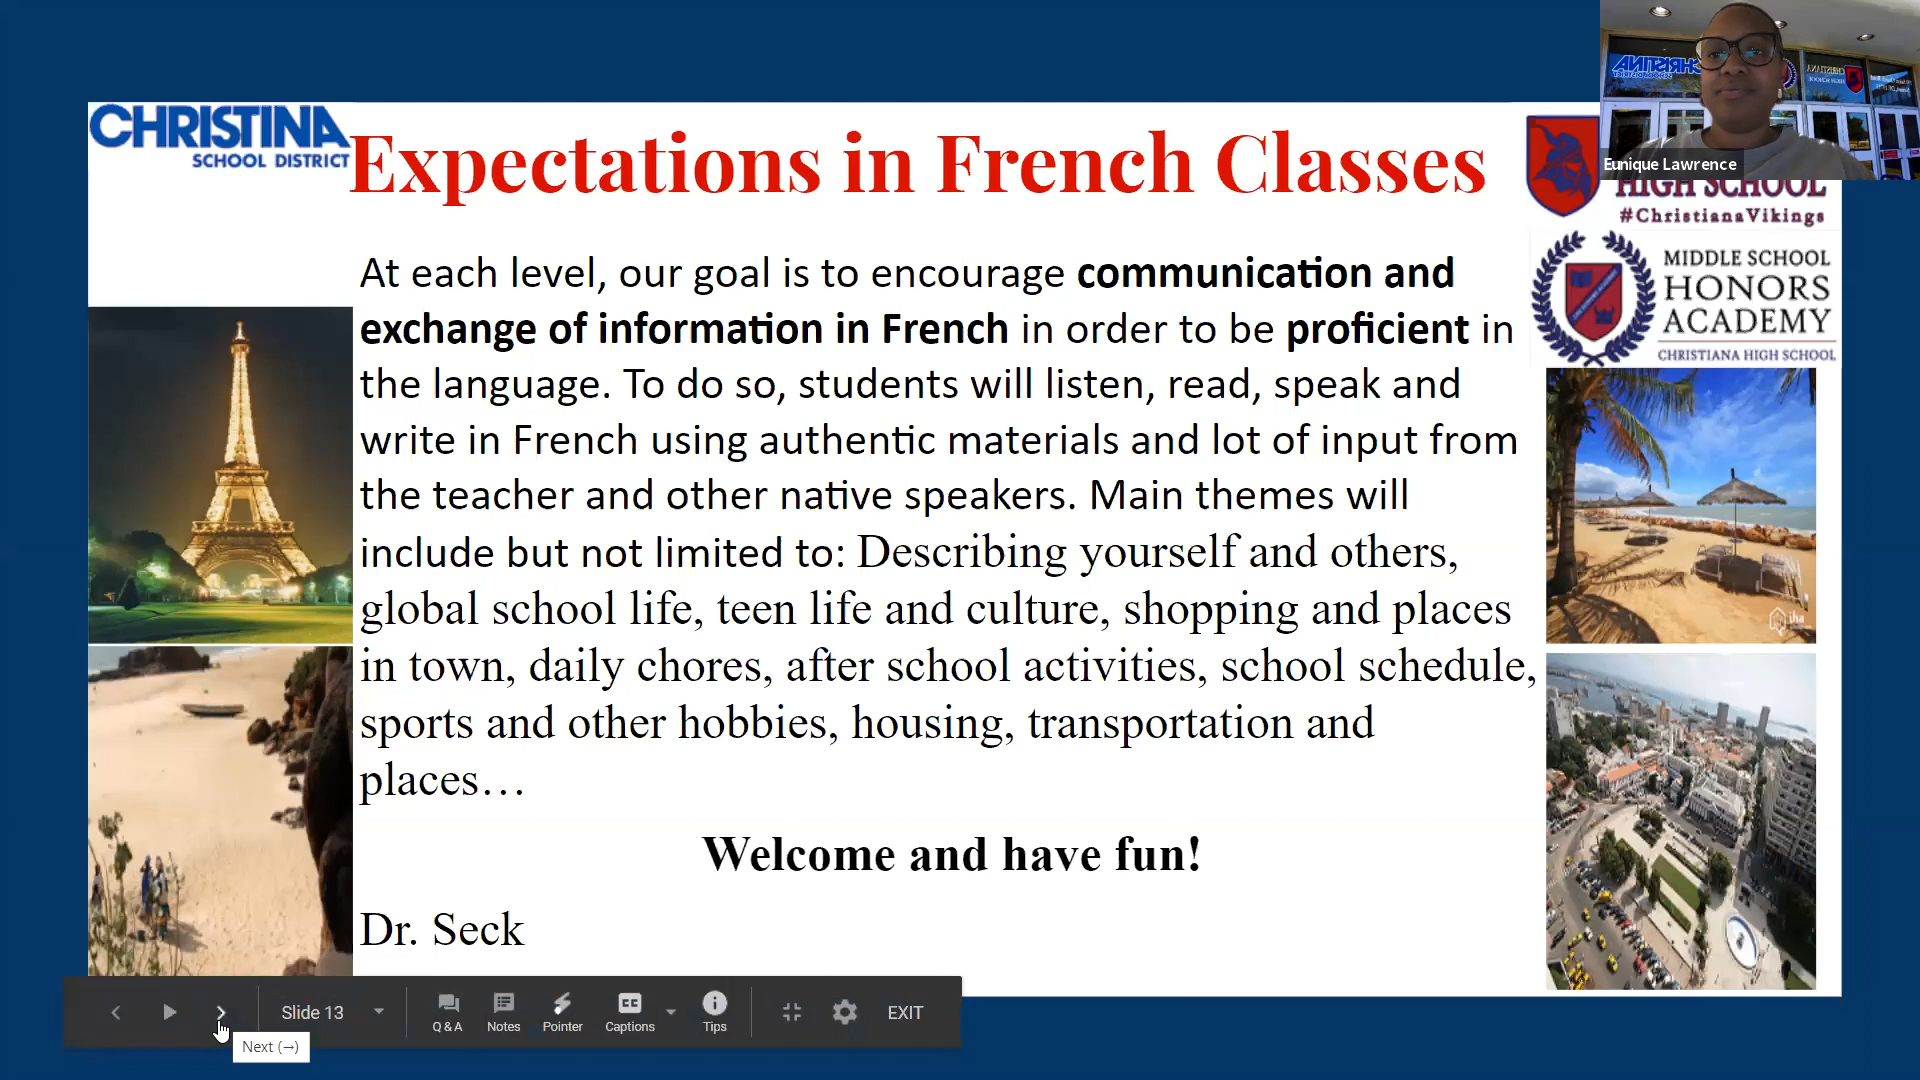 CHRISTINA
SCHOOL DISTRICT
Expectations in French Classes
Eunique Lawrence
HIGH SCHOOL
#ChristianaVikings
MIDDLE SCHOOL
HONORS
ACADEMY
CHRISTIANA HIGH SCHOOL
At each level, our goal is to encourage communication and
exchange of information in French in order to be proficient in
the language. To do so, students will listen, read, speak and
write in French using authentic materials and lot of input from
the teacher and other native speakers. Main themes will
include but not limited to: Describing yourself and others,
global school life, teen life and culture, shopping and places
in town, daily chores, after school activities, school schedule,
sports and other hobbies, housing, transportation and
places…
Welcome and have fun!
Dr. Seck
Slide 13
Q & A
Notes
Pointer
CC
Captions
Tips
EXIT
Next (→)